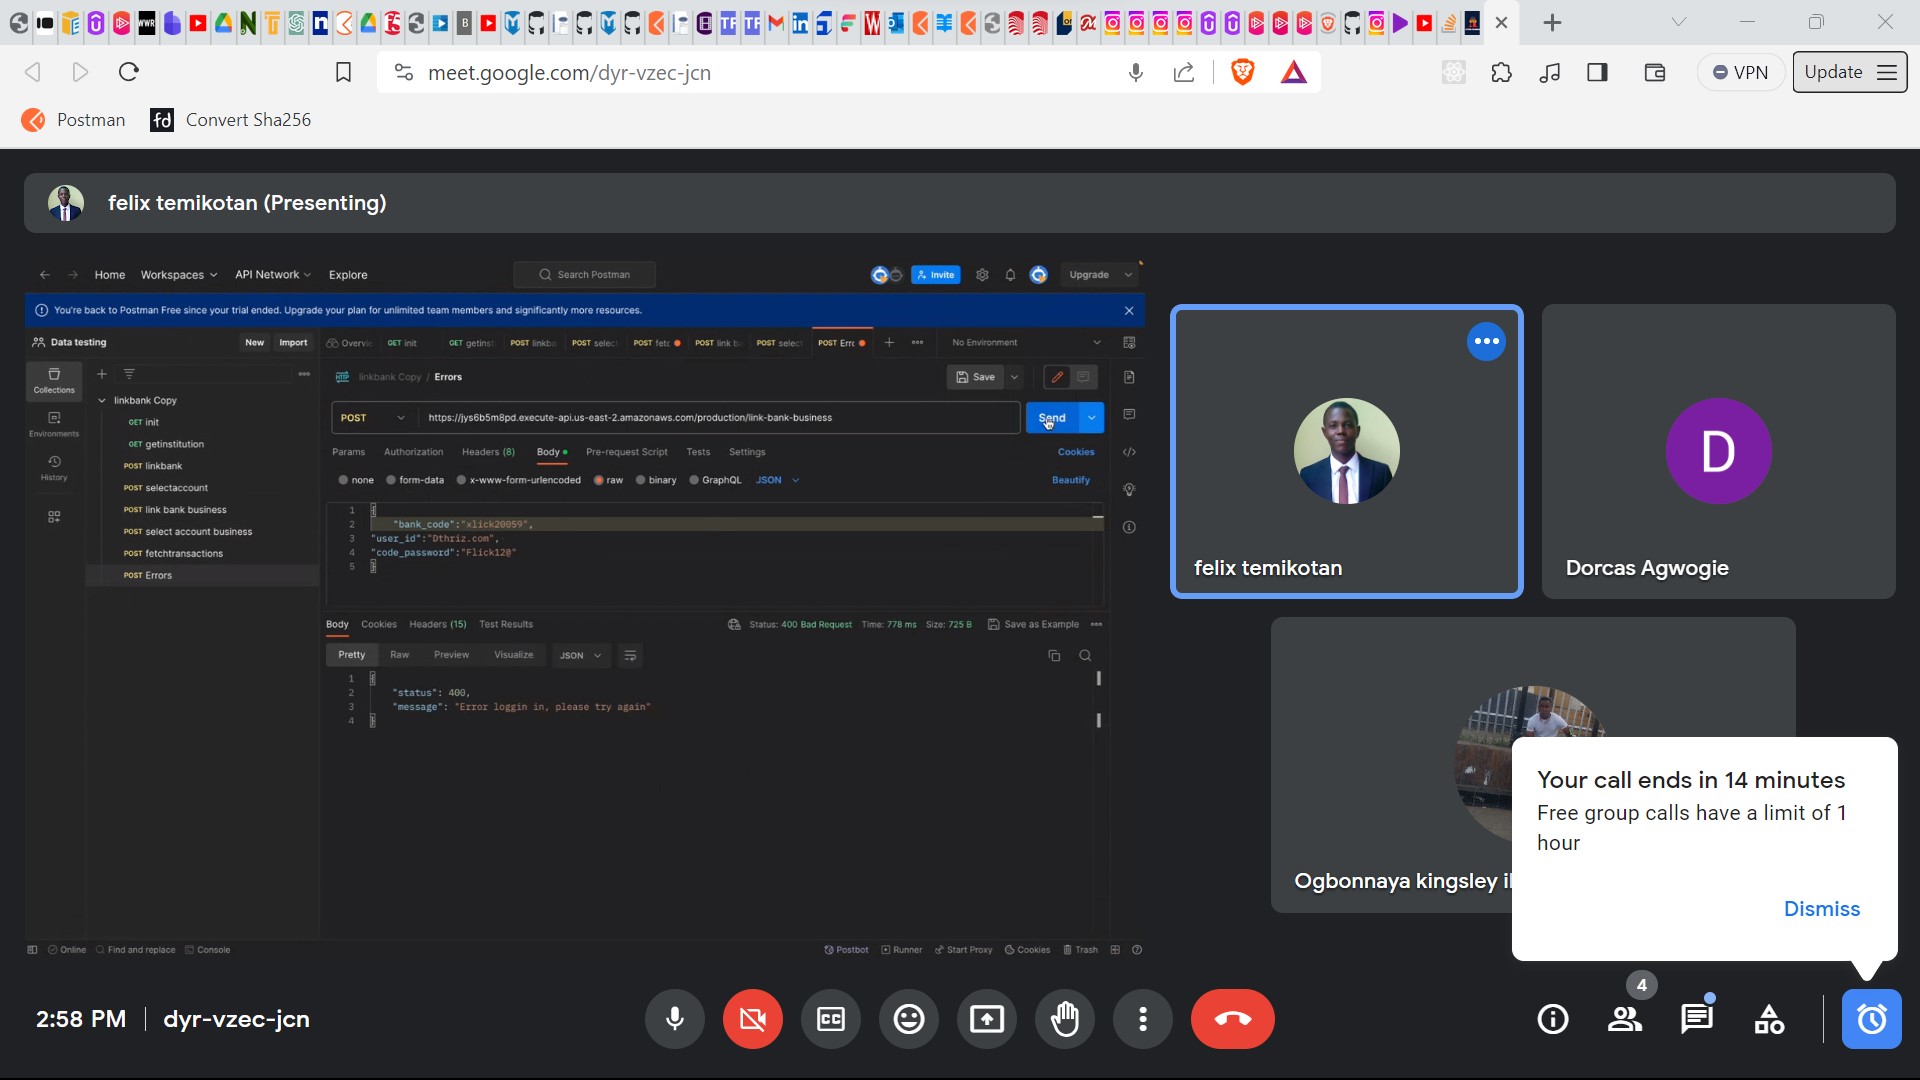 meet.google.com/dyr-vzec-jcn
VPN
Update
Postman
fd
Convert Sha256
felix temikotan (Presenting)
Home
Workspaces
API Network
Explore
Search Postman
Invite
Upgrade
You're back to Postman Free since your trial ended. Upgrade your plan for unlimited team members and significantly more resources.
Data testing
New
Import
Overvie
GET init
GET getinst
POST linkba
POST selec
POST fetc
POST link b
POST select
POST Erro
No Environment
Collections
Environments
History
linkbank Copy
GET init
GET getinstitution
POST linkbank
POST selectaccount
POST link bank business
POST select account business
POST fetchtransactions
POST Errors
HTTP linkbank Copy / Errors
Save
POST
https://jys6b5m8pd.execute-api.us-east-2.amazonaws.com/production/link-bank-business
Send
Params
Authorization
Headers (8)
Body
Pre-request Script
Tests
Settings
Cookies
none
form-data
x-www-form-urlencoded
raw
binary
GraphQL
JSON
Beautify
1 {
2 "bank_code":"xlick20059",
3 "user_id":"Dthriz.com",
4 "code_password":"Flick12@"
5 }
Body
Cookies
Headers (15)
Test Results
Status: 400 Bad Request Time: 778 ms Size: 725 B
Save as Example
Pretty
Raw
Preview
Visualize
JSON
1 {
2 "status": 400,
3 "message": "Error loggin in, please try again"
4 }
Online
Find and replace
Console
Postbot
Runner
Start Proxy
Cookies
Trash
felix temikotan
D
Dorcas Agwogie
Ogbonnaya kingsley
Your call ends in 14 minutes
Free group calls have a limit of 1
hour
Dismiss
2:58 PM
dyr-vzec-jcn
4